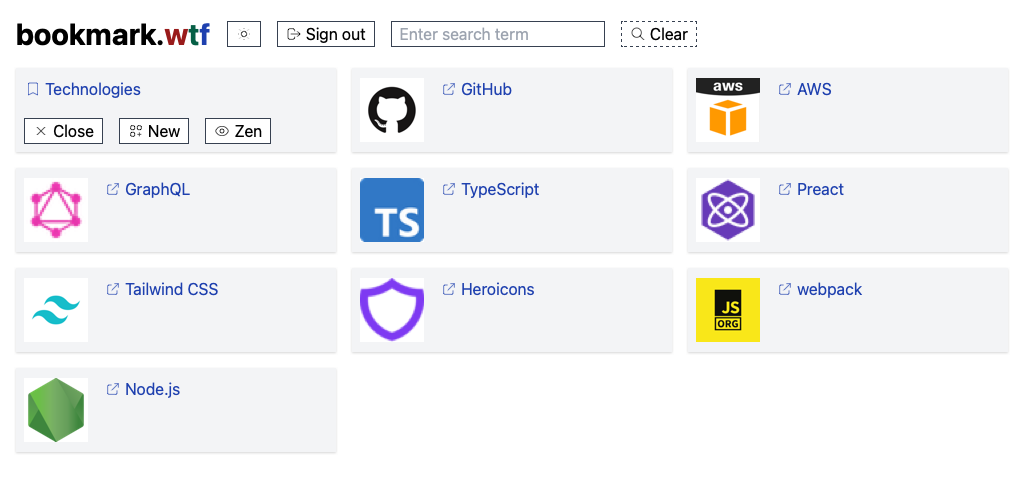 bookmark.wtf Sign out Enter search term Clear
Technologies
Close New Zen
GitHub
aws
AWS
GraphQL
TS
TypeScript
Preact
Tailwind CSS
Heroicons
JS
ORG
webpack
Node.js